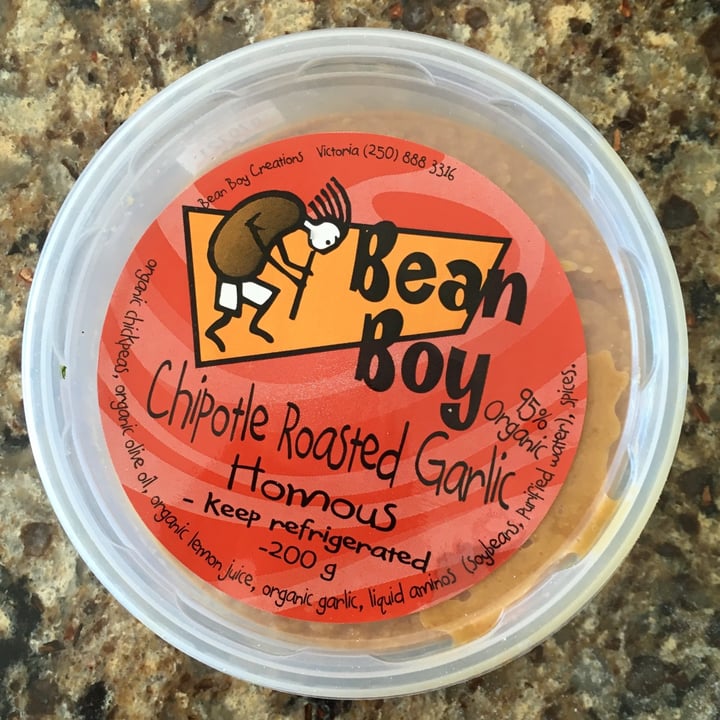 Bean Boy Creations Victoria (250) 888 3316
Bean
Boy
95%
Organic
Chipotle Roasted Garlic
Homous
- Keep refrigerated
-200 g
organic chickpeas, organic olive oil, organic lemon juice, organic garlic, liquid aminos (Soybeans, Purified water), spices.